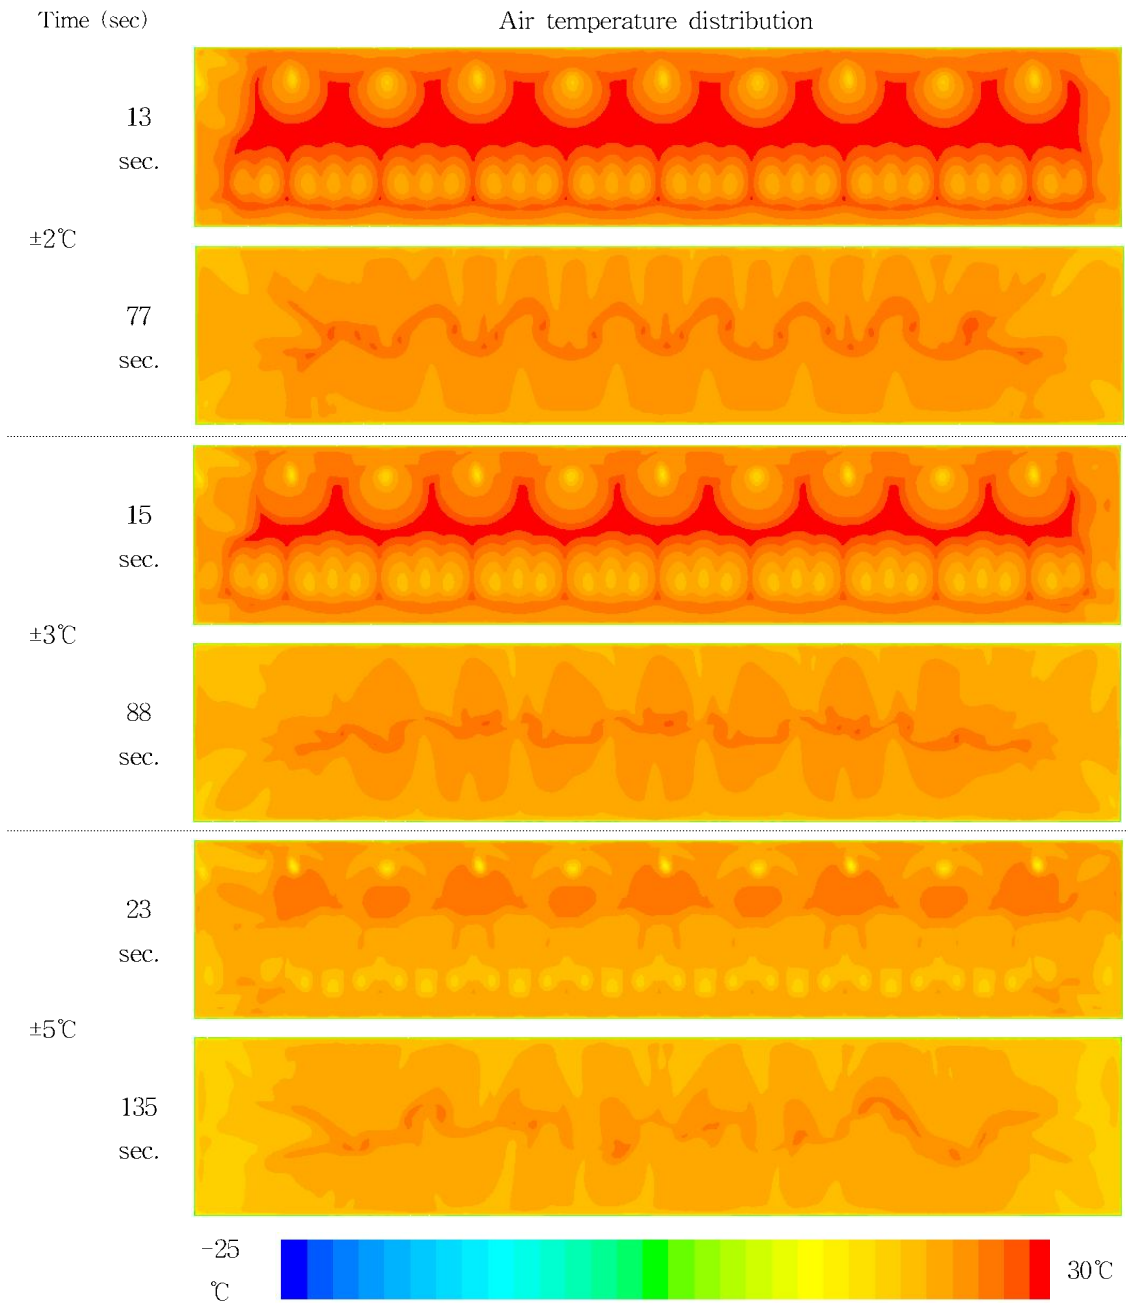 Time (sec) Air temperature distribution
13
sec.
±2℃
77
sec.
15
sec.
±3℃
88
sec.
23
sec.
±5℃
135
sec.
-25
℃
30℃